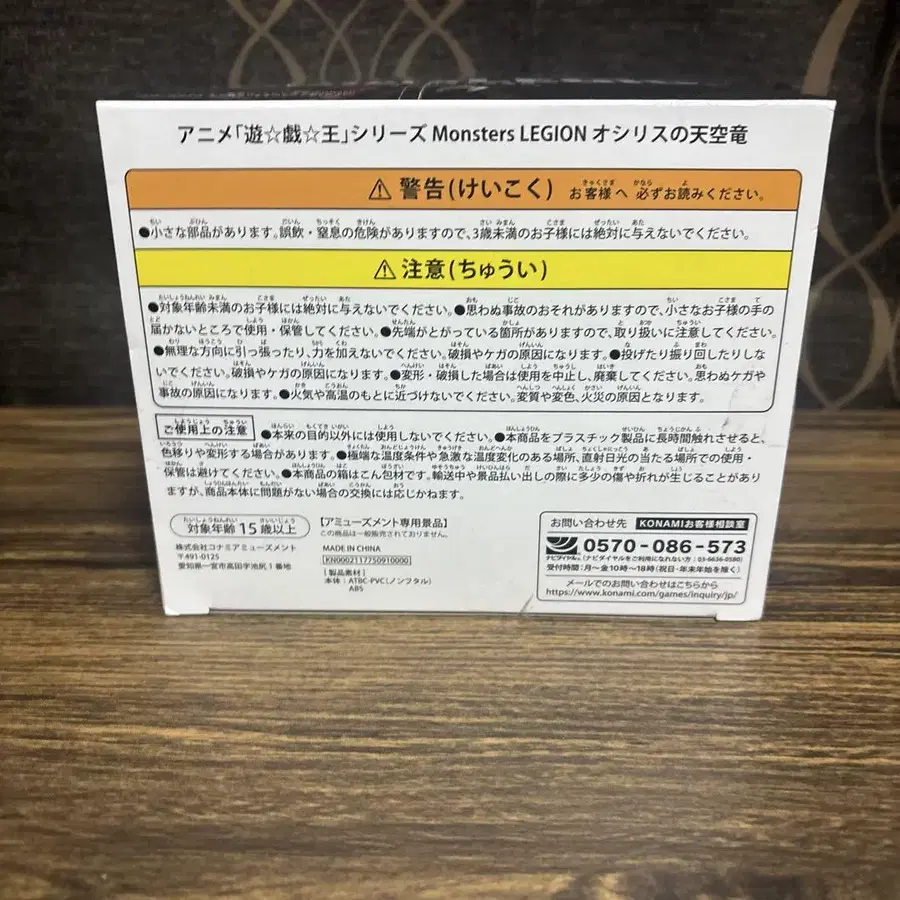 アニメ「遊☆戯☆王」シリーズ Monsters LEGION オシリスの天空竜
⚠ 警告(けいこく) お客様へ 必ずお読みください。
●小さな部品があります。誤飲・窒息の危険がありますので、3歳未満のお子様には絶対に与えないでください。
⚠ 注意(ちゅうい)
●対象年齢未満のお子様には絶対に与えないでください。●思わぬ事故のおそれがありますので、小さなお子様の手の
届かないところで使用・保管してください。●先端がとがっている箇所がありますので、取り扱いに注意してください。
●無理な方向に引っ張ったり、力を加えないでください。破損やケガの原因になります。●投げたり振り回したりしな
いでください。破損やケガの原因になります。●変形・破損した場合は使用を中止し、廃棄してください。思わぬケガや
事故の原因になります。●火気や高温のもとに近づけないでください。変質や変色、火災の原因となります。
ご使用上の注意 ●本来の目的以外には使用しないでください。●本商品をプラスチック製品に長時間触れさせると、
色移りや変形する場合があります。●極端な温度条件や急激な温度変化のある場所、直射日光の当たる場所での使用・
保管は避けてください。●本商品の箱はこん包材です。輸送中や景品払い出しの際に多少の傷や折れが生じることがあり
ますが、商品本体に問題がない場合の交換には応じかねます。
対象年齢 15歳以上
株式会社コナミアミューズメント
〒491-0125
愛知県一宮市高田字池尻1番地
【アミューズメント専用景品】
この商品は一般販売されておりません。
MADE IN CHINA
KN0002117750910000
[製品素材]
本体:ATBC-PVC(ノンフタル)
ABS
お問い合わせ先 KONAMIお客様相談室
ナビダイヤル 0570-086-573
(ナビダイヤルをご利用になれない方:03-6636-0580)
受付時間:月〜金10時〜18時(祝日・年末年始を除く)
メールでのお問い合わせはこちらから
https://www.konami.com/games/inquiry/jp/